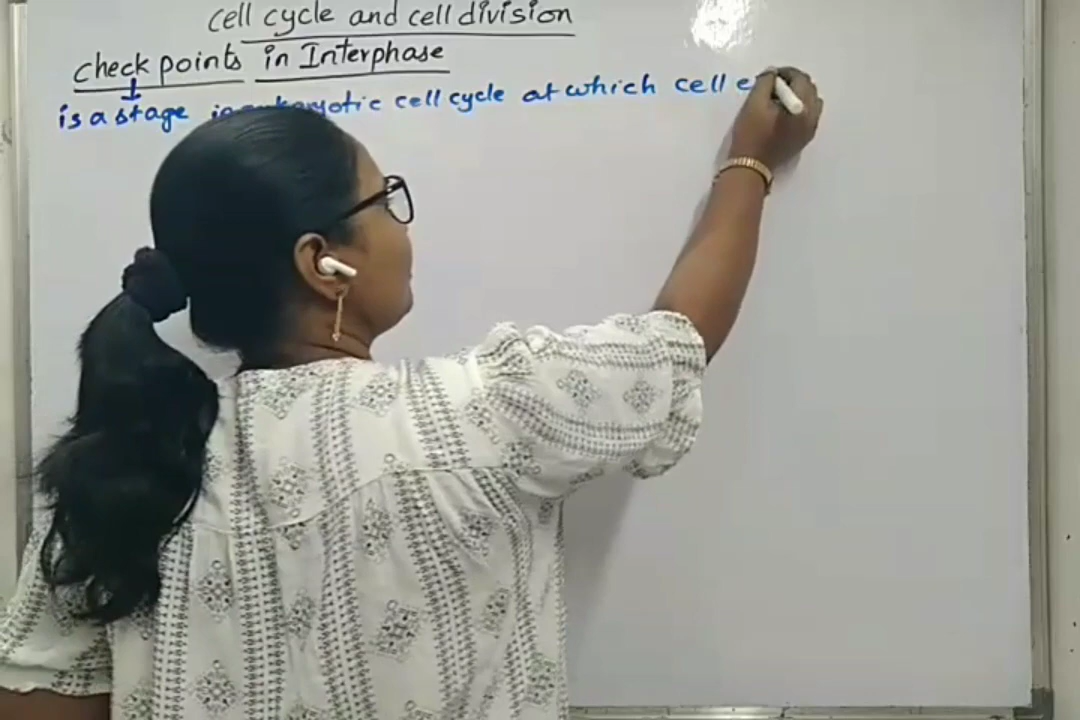 cell cycle and cell division
check points in Interphase
is a stage in eukaryotic cell cycle at which cell e